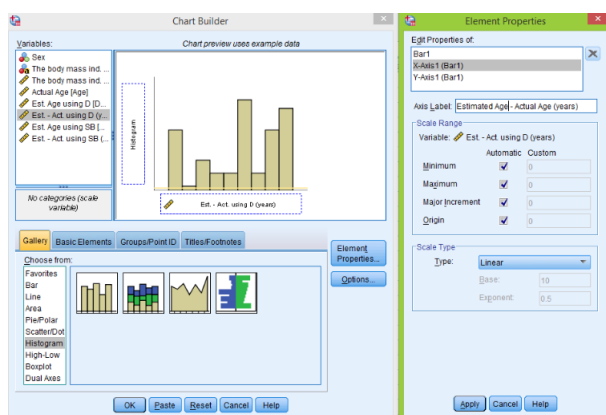 Chart Builder
Variables:
Chart preview uses example data
Sex
The body mass ind. ...
The body mass ind. ...
Actual Age [Age]
Est. Age using D [D...
Est. - Act. using D (y...
Est. Age using SB [...
Est. - Act. using SB (...
No categories (scale
variable)
Histogram
Est. - Act. using D (years)
Gallery
Basic Elements
Groups/Point ID
Titles/Footnotes
Choose from:
Favorites
Bar
Line
Area
Pie/Polar
Scatter/Dot
Histogram
High-Low
Boxplot
Dual Axes
Element
Properties...
Options...
OK
Paste
Reset
Cancel
Help
Element Properties
Edit Properties of:
Bar1
X-Axis1 (Bar1)
Y-Axis1 (Bar1)
Axis Label: Estimated Age - Actual Age (years)
Scale Range
Variable: Est. - Act. using D (years)
Automatic Custom
Minimum 0
Maximum 0
Major Increment 0
Origin 0
Scale Type
Type: Linear
Base: 10
Exponent: 0.5
Apply
Cancel
Help